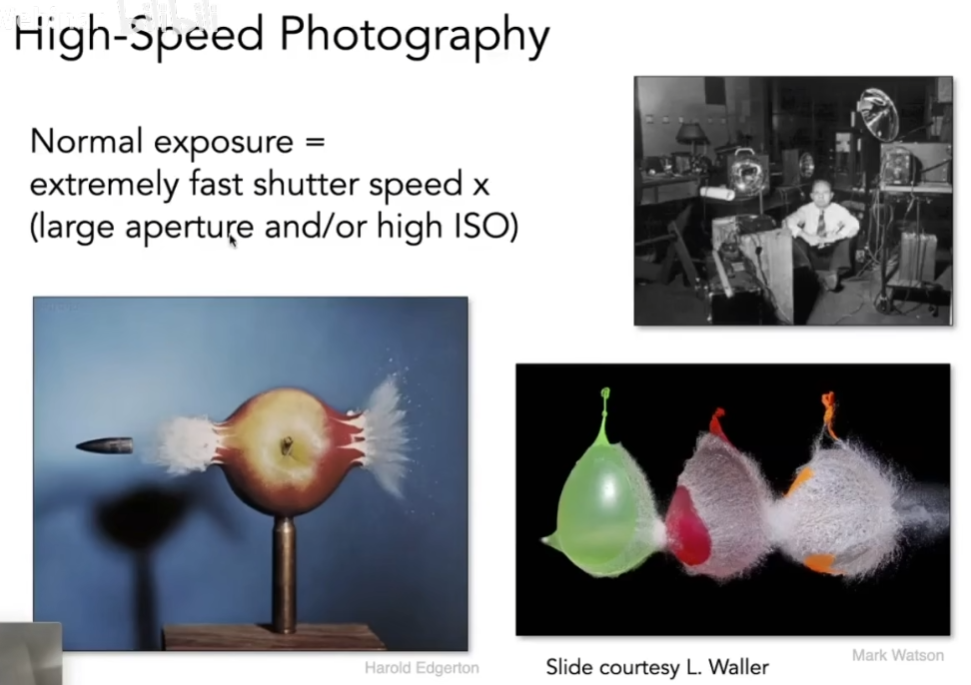 High-Speed Photography
Normal exposure =
extremely fast shutter speed x
(large aperture and/or high ISO)
Harold Edgerton
Mark Watson
Slide courtesy L. Waller